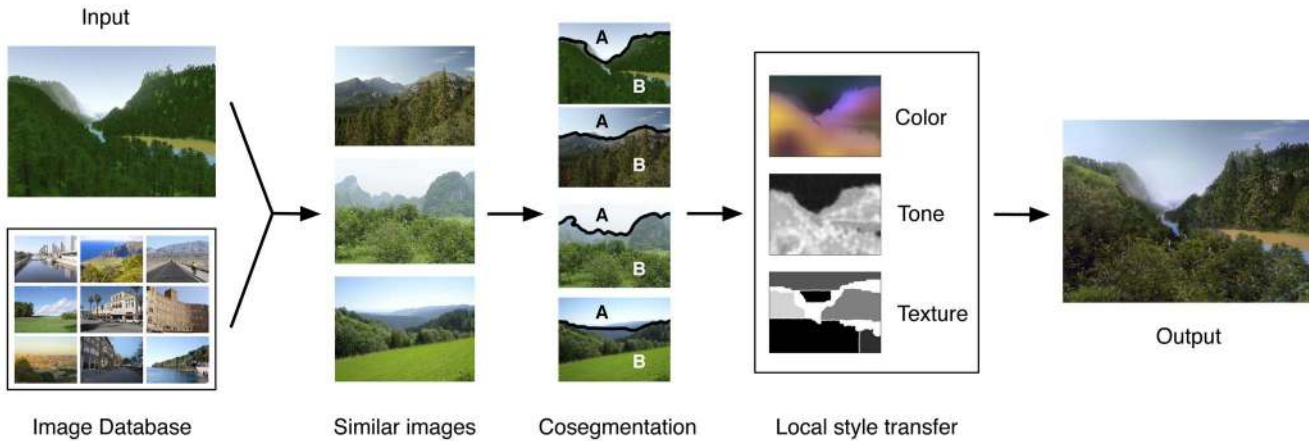 Input
Image Database
Similar images
A
B
A
B
A
B
A
B
Cosegmentation
Color
Tone
Texture
Local style transfer
Output